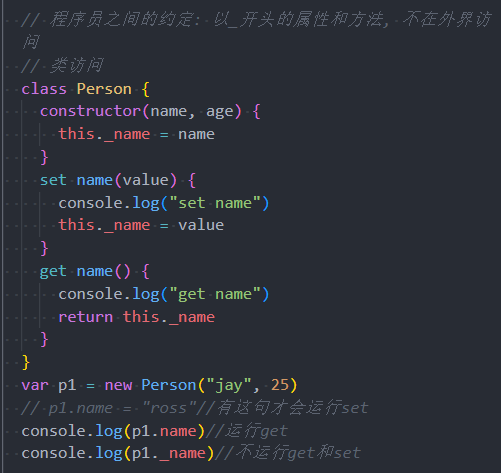 // 程序员之间的约定: 以_开头的属性和方法, 不在外界访
问
// 类访问
class Person {
  constructor(name, age) {
    this._name = name
  }
  set name(value) {
    console.log("set name")
    this._name = value
  }
  get name() {
    console.log("get name")
    return this._name
  }
}
var p1 = new Person("jay", 25)
// p1.name = "ross"//有这句才会运行set
console.log(p1.name)//运行get
console.log(p1._name)//不运行get和set